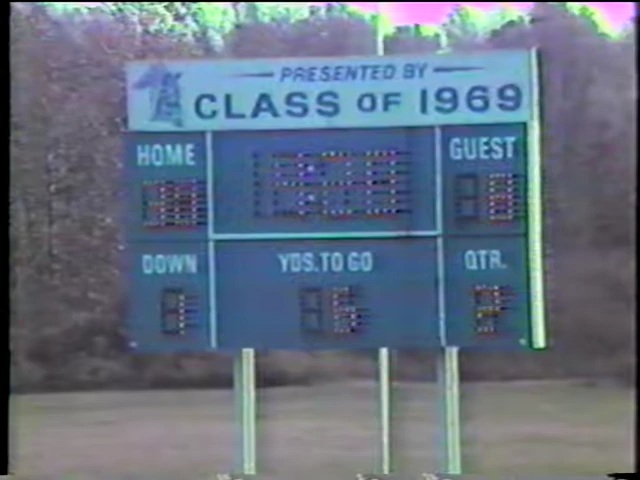 PRESENTED BY
CLASS OF 1969
HOME
GUEST
DOWN
YDS. TO GO
QTR.